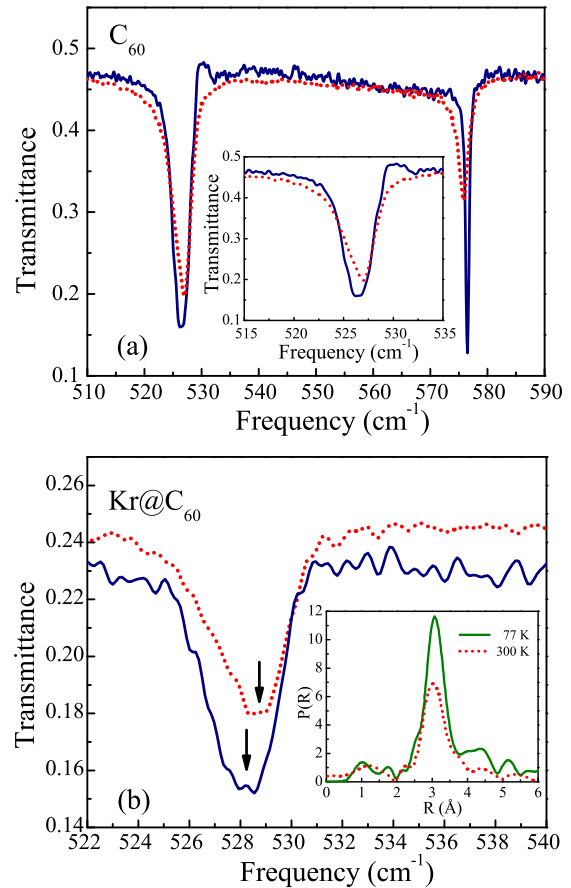 C60
0.5
0.4
0.3
0.2
0.1
Transmittance
0.5
0.4
0.3
0.2
0.1
Transmittance
515 520 525 530 535
Frequency (cm-1)
(a)
510 520 530 540 550 560 570 580 590
Frequency (cm-1)
Kr@C60
0.26
0.24
0.22
0.20
0.18
0.16
0.14
Transmittance
12
10
8
6
4
2
0
P(R)
77 K
300 K
0 1 2 3 4 5 6
R (Å)
(b)
522 524 526 528 530 532 534 536 538 540
Frequency (cm-1)